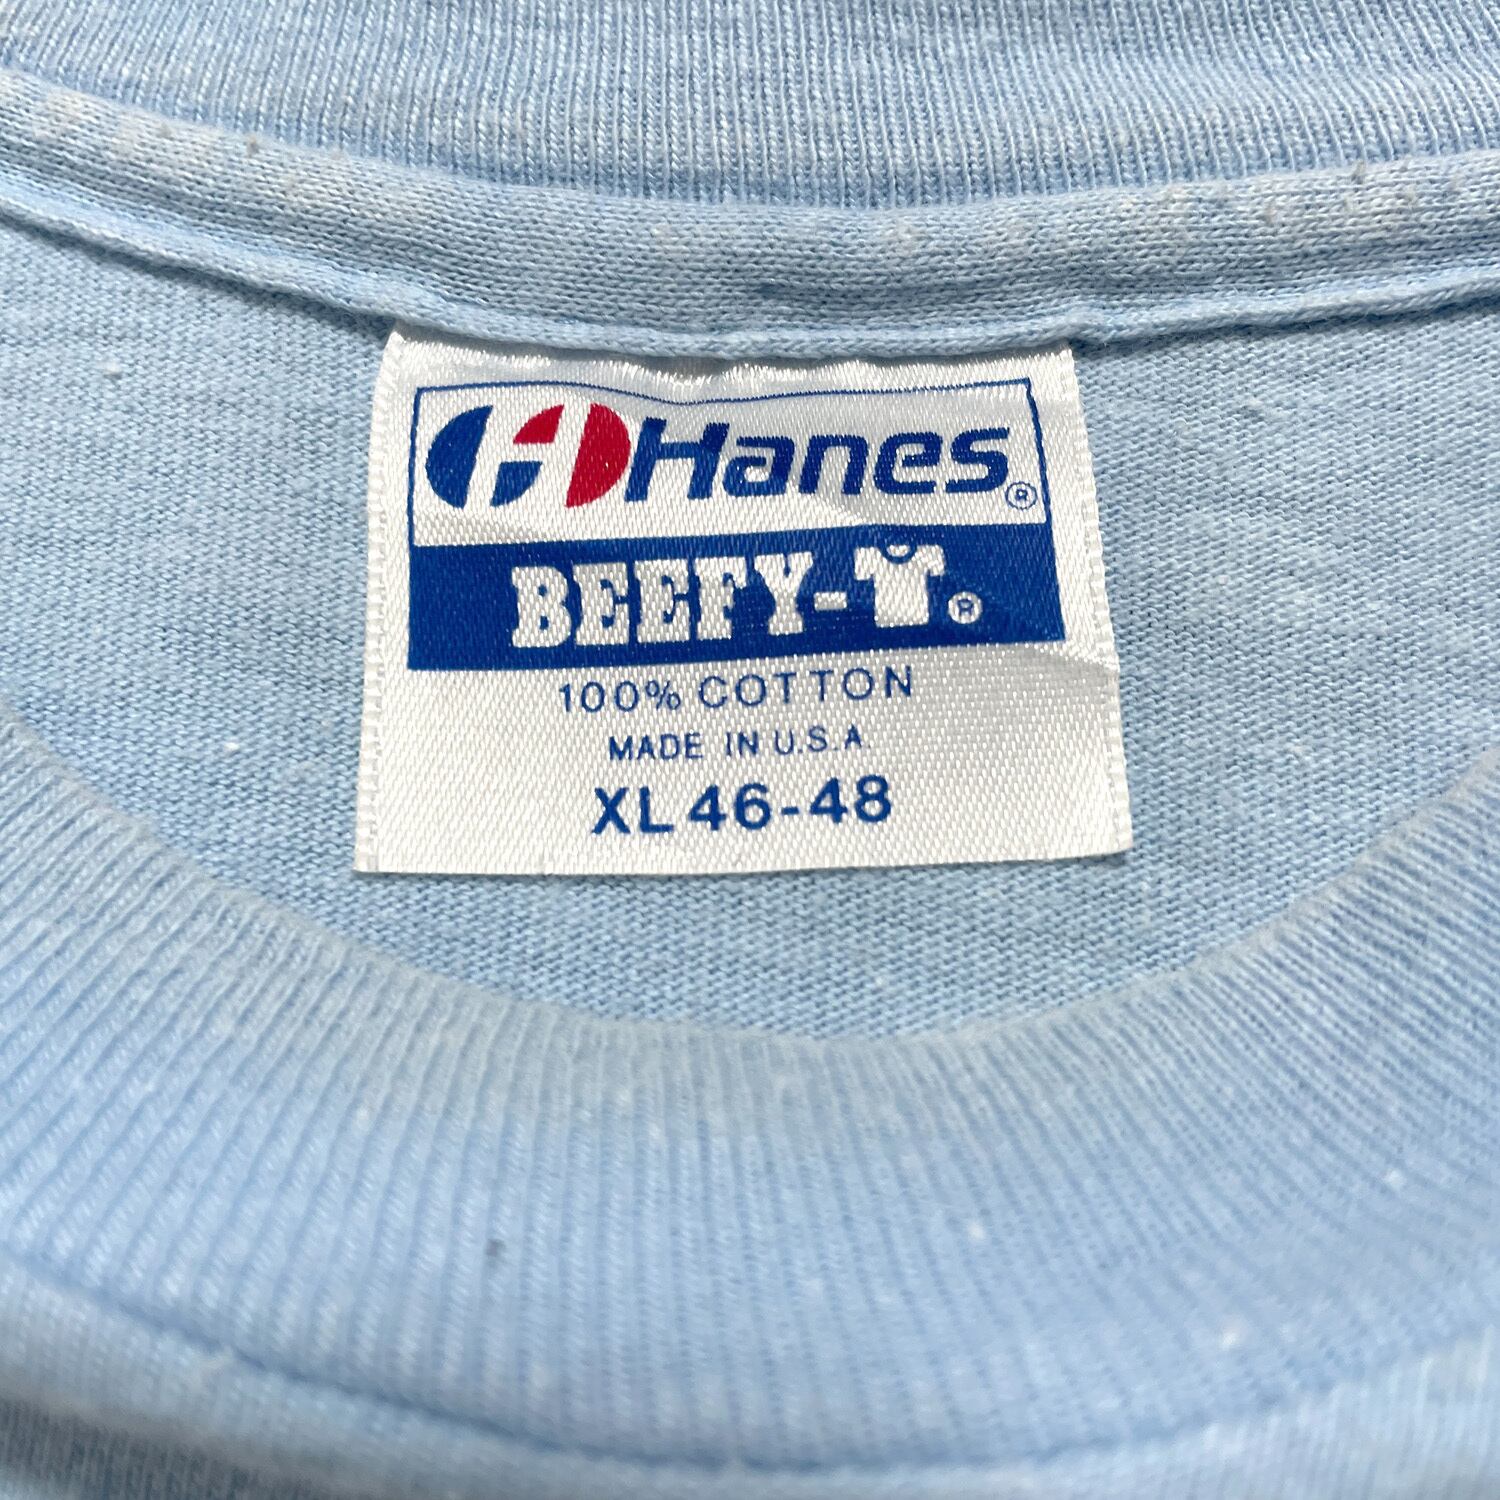 Hanes®
BEEFY-T®
100% COTTON
MADE IN U.S.A.
XL 46-48